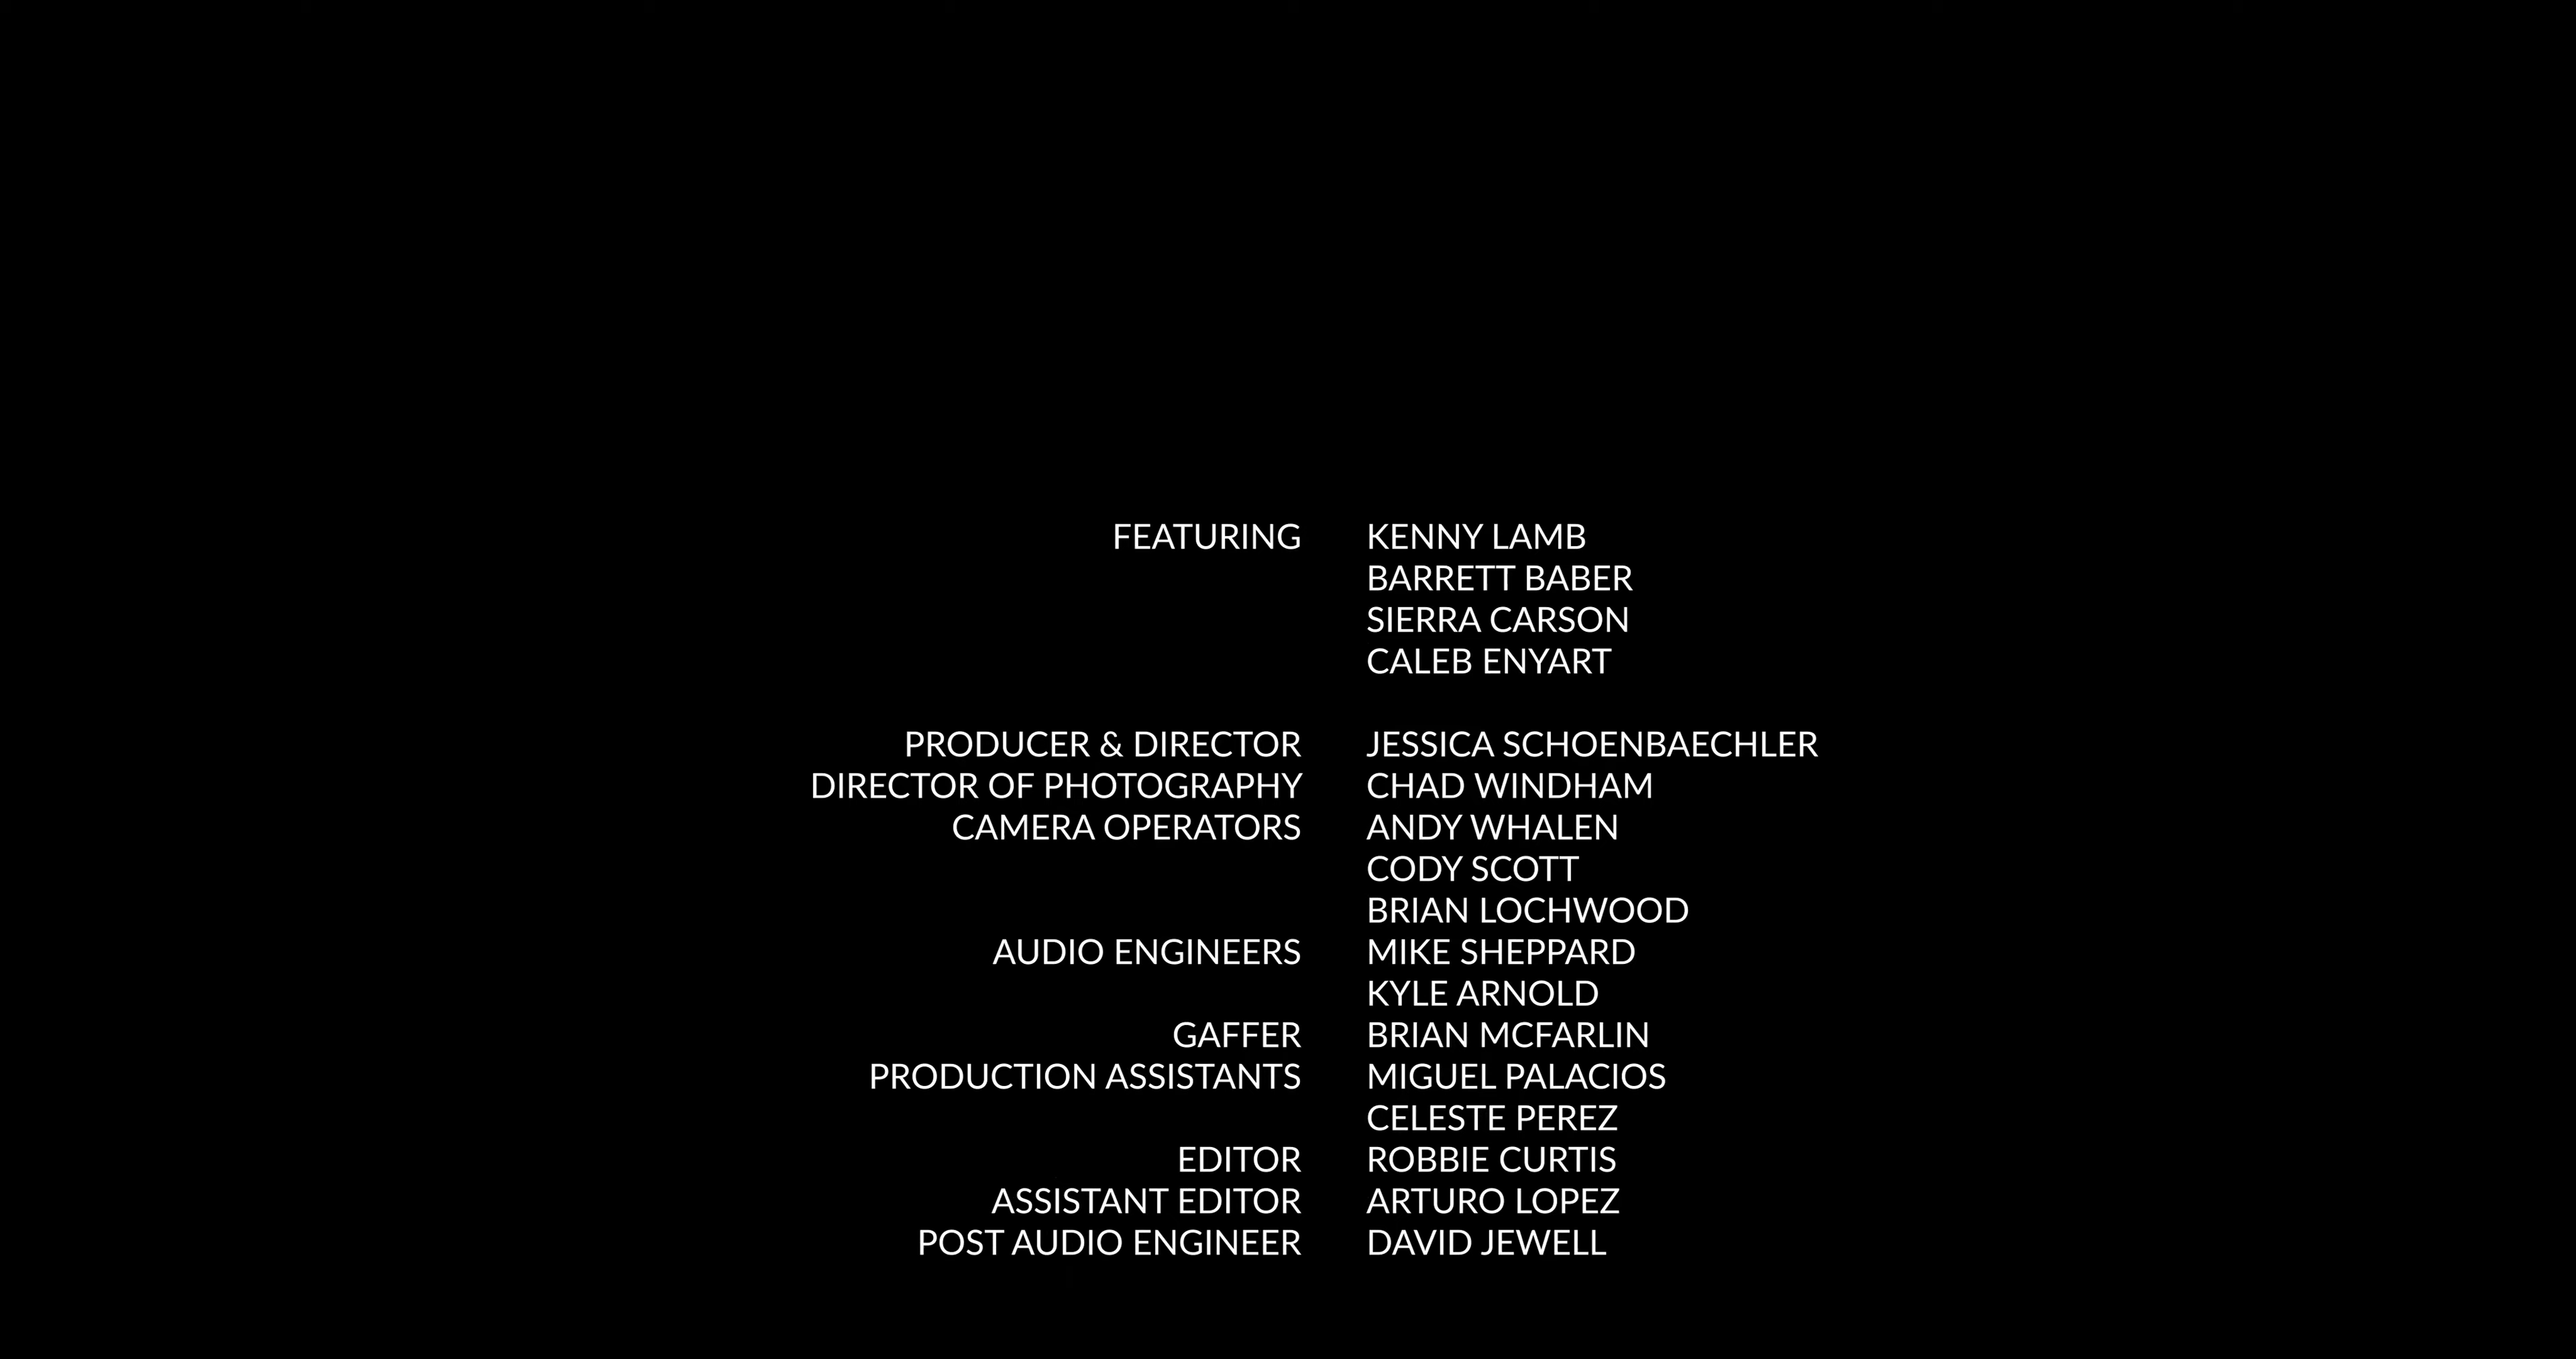 FEATURING KENNY LAMB
BARRETT BABER
SIERRA CARSON
CALEB ENYART
PRODUCER & DIRECTOR JESSICA SCHOENBAECHLER
DIRECTOR OF PHOTOGRAPHY CHAD WINDHAM
CAMERA OPERATORS ANDY WHALEN
CODY SCOTT
BRIAN LOCHWOOD
AUDIO ENGINEERS MIKE SHEPPARD
KYLE ARNOLD
GAFFER BRIAN MCFARLIN
PRODUCTION ASSISTANTS MIGUEL PALACIOS
CELESTE PEREZ
EDITOR ROBBIE CURTIS
ASSISTANT EDITOR ARTURO LOPEZ
POST AUDIO ENGINEER DAVID JEWELL